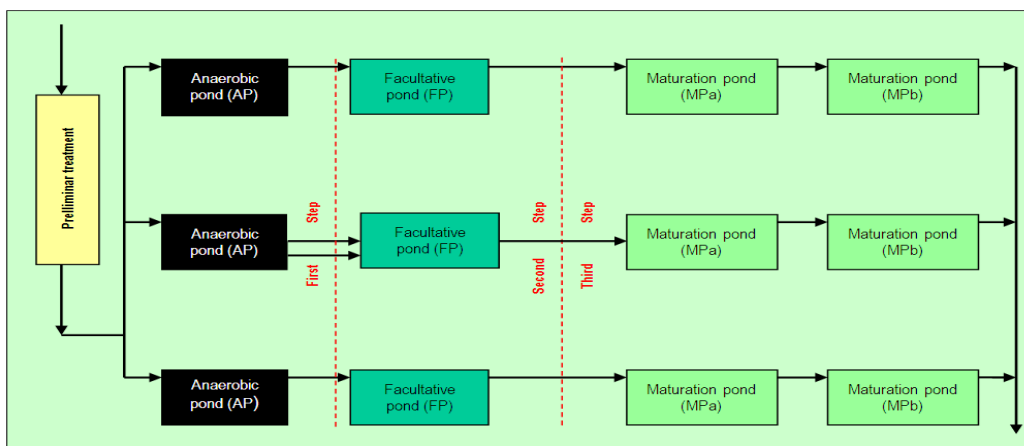 Anaerobic
pond (AP)
Facultative
pond (FP)
Maturation pond
(MPa)
Maturation pond
(MPb)
Prelliminar treatment
Anaerobic
pond (AP)
First Step
Facultative
pond (FP)
Second Step
Third Step
Maturation pond
(MPa)
Maturation pond
(MPb)
Anaerobic
pond (AP)
Facultative
pond (FP)
Maturation pond
(MPa)
Maturation pond
(MPb)